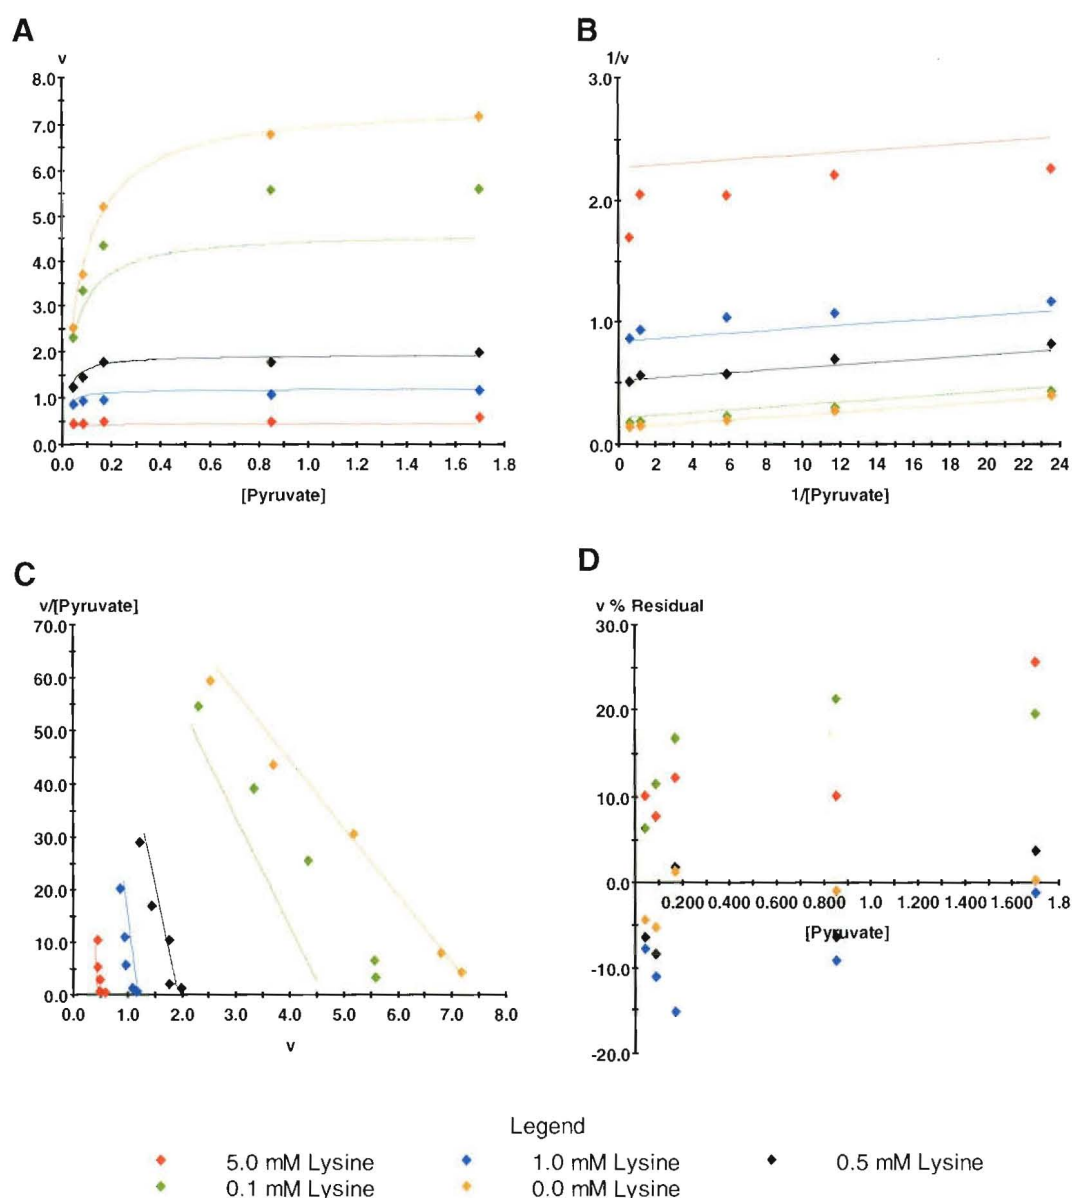 A
v
8.0
7.0
6.0
5.0
4.0
3.0
2.0
1.0
0.0
0.0 0.2 0.4 0.6 0.8 1.0 1.2 1.4 1.6 1.8
[Pyruvate]
B
1/v
3.0
2.0
1.0
0.0
0 2 4 6 8 10 12 14 16 18 20 22 24
1/[Pyruvate]
C
v/[Pyruvate]
70.0
60.0
50.0
40.0
30.0
20.0
10.0
0.0
0.0 1.0 2.0 3.0 4.0 5.0 6.0 7.0 8.0
v
D
v % Residual
30.0
20.0
10.0
0.0
-10.0
-20.0
0.200 0.400 0.600 0.800 1.0 1.200 1.400 1.600 1.8
[Pyruvate]
Legend
5.0 mM Lysine 1.0 mM Lysine 0.5 mM Lysine
0.1 mM Lysine 0.0 mM Lysine